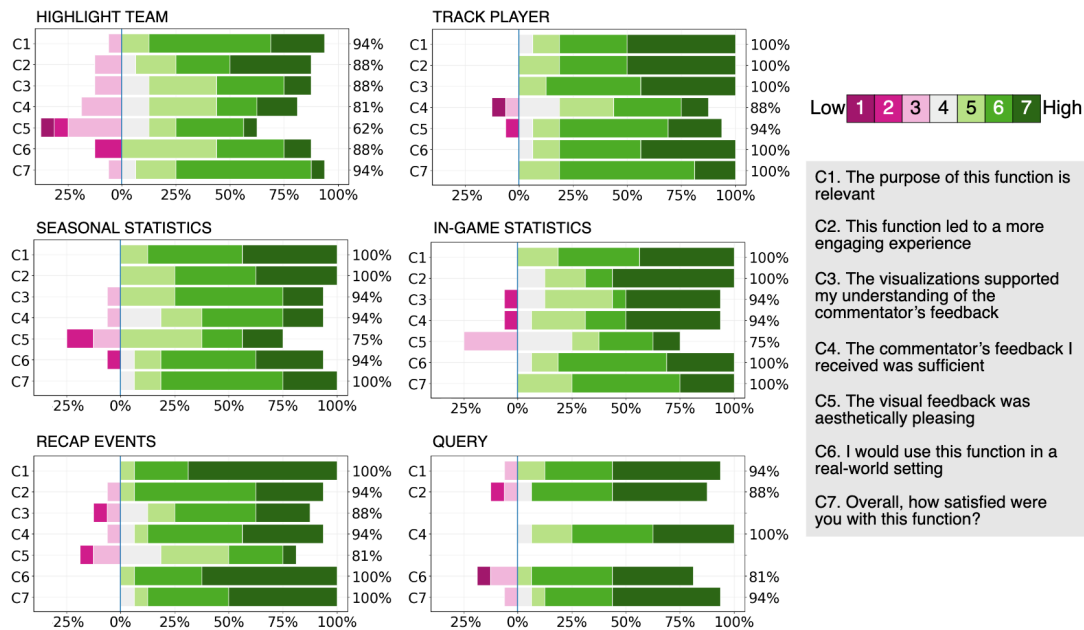 HIGHLIGHT TEAM
C1 94%
C2 88%
C3 88%
C4 81%
C5 62%
C6 88%
C7 94%
25% 0% 25% 50% 75% 100%
TRACK PLAYER
C1 100%
C2 100%
C3 100%
C4 88%
C5 94%
C6 100%
C7 100%
25% 0% 25% 50% 75% 100%
SEASONAL STATISTICS
C1 100%
C2 100%
C3 94%
C4 94%
C5 75%
C6 94%
C7 100%
25% 0% 25% 50% 75% 100%
IN-GAME STATISTICS
C1 100%
C2 100%
C3 94%
C4 94%
C5 75%
C6 100%
C7 100%
25% 0% 25% 50% 75% 100%
RECAP EVENTS
C1 100%
C2 94%
C3 88%
C4 94%
C5 81%
C6 100%
C7 100%
25% 0% 25% 50% 75% 100%
QUERY
C1 94%
C2 88%
C4 100%
C6 81%
C7 94%
25% 0% 25% 50% 75% 100%
Low 1 2 3 4 5 6 7 High
C1. The purpose of this function is
relevant
C2. This function led to a more
engaging experience
C3. The visualizations supported
my understanding of the
commentator's feedback
C4. The commentator's feedback I
received was sufficient
C5. The visual feedback was
aesthetically pleasing
C6. I would use this function in a
real-world setting
C7. Overall, how satisfied were
you with this function?